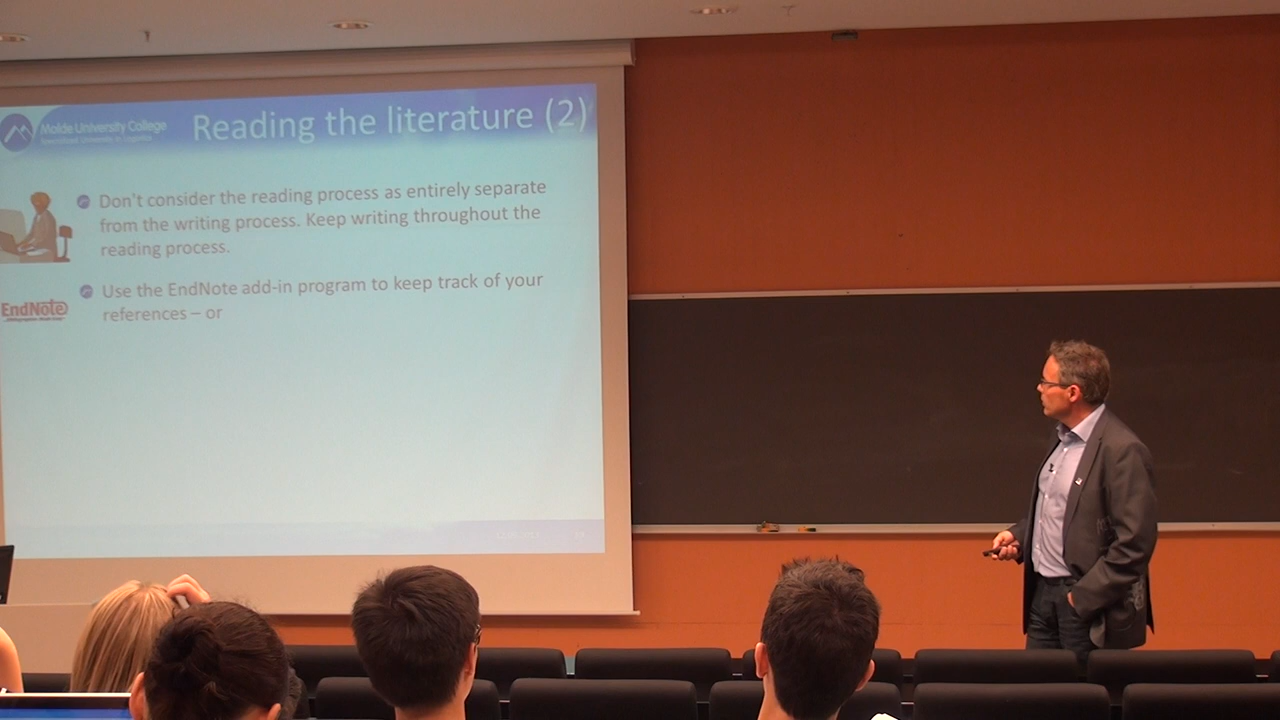 Molde University College
Reading the literature (2)
Don't consider the reading process as entirely separate
from the writing process. Keep writing throughout the
reading process.
EndNote
Use the EndNote add-in program to keep track of your
references – or